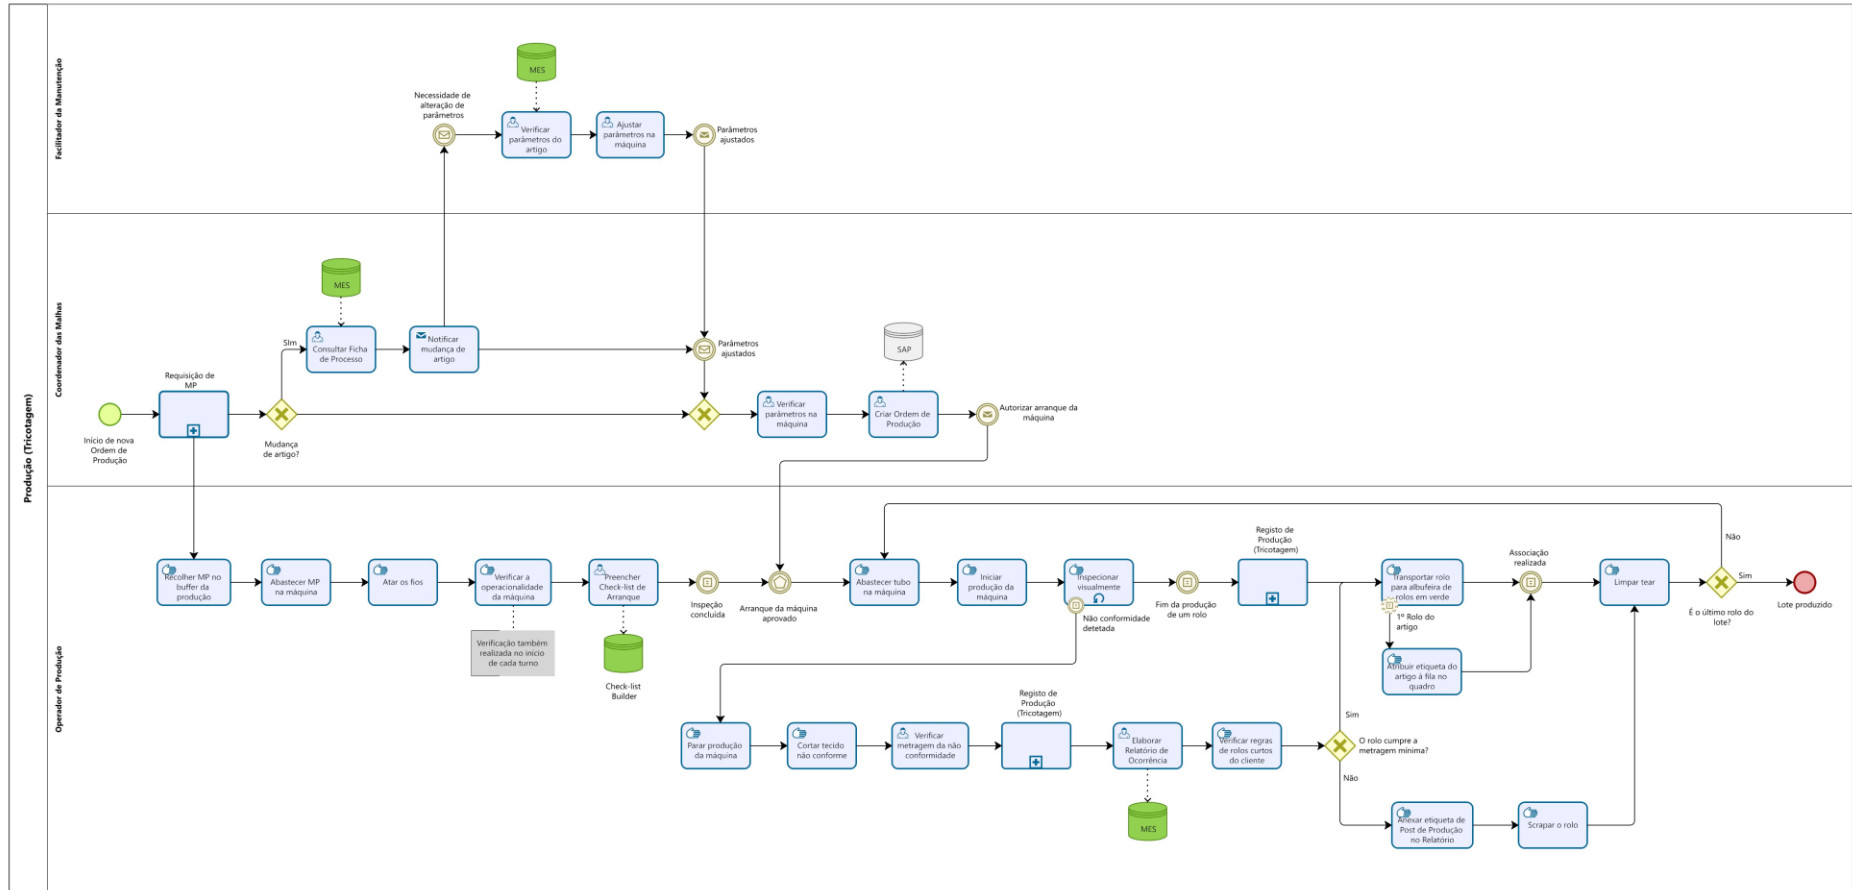 Produção (Tricotagem)
Facilitador da Manutenção
MES
Necessidade de
alteração de
parâmetros
Verificar
parâmetros do
artigo
Ajustar
parâmetros na
máquina
Parâmetros
ajustados
Coordenador das Malhas
MES
SIm
Consultar Ficha
de Processo
Notificar
mudança de
artigo
Parâmetros
ajustados
SAP
Requisição de
MP
Início de nova
Ordem de
Produção
Mudança
de artigo?
Verificar
parâmetros na
máquina
Criar Ordem de
Produção
Autorizar arranque da
máquina
Operador de Produção
Recolher MP no
buffer da
produção
Abastecer MP
na máquina
Atar os fios
Verificar a
operacionalidade
da máquina
Preencher
Check-list de
Arranque
Inspeção
concluída
Arranque da máquina
aprovado
Abastecer tubo
na máquina
Iniciar
produção da
máquina
Inspecionar
visualmente
Não conformidade
detetada
Fim da produção
de um rolo
Registo de
Produção
(Tricotagem)
Transportar rolo
para albufeira de
rolos em verde
1º Rolo do
artigo
Associação
realizada
Limpar tear
Não
Sim
É o último rolo do
lote?
Lote produzido
Verificação também
realizada no início
de cada turno
Check-list
Builder
Atribuir etiqueta do
artigo à fila no
quadro
Parar produção
da máquina
Cortar tecido
não conforme
Verificar
metragem da não
conformidade
Registo de
Produção
(Tricotagem)
Elaborar
Relatório de
Ocorrência
MES
Verificar regras
de rolos curtos
do cliente
Sim
O rolo cumpre a
metragem mínima?
Não
Anexar etiqueta de
Post de Produção
no Relatório
Scrapar o rolo